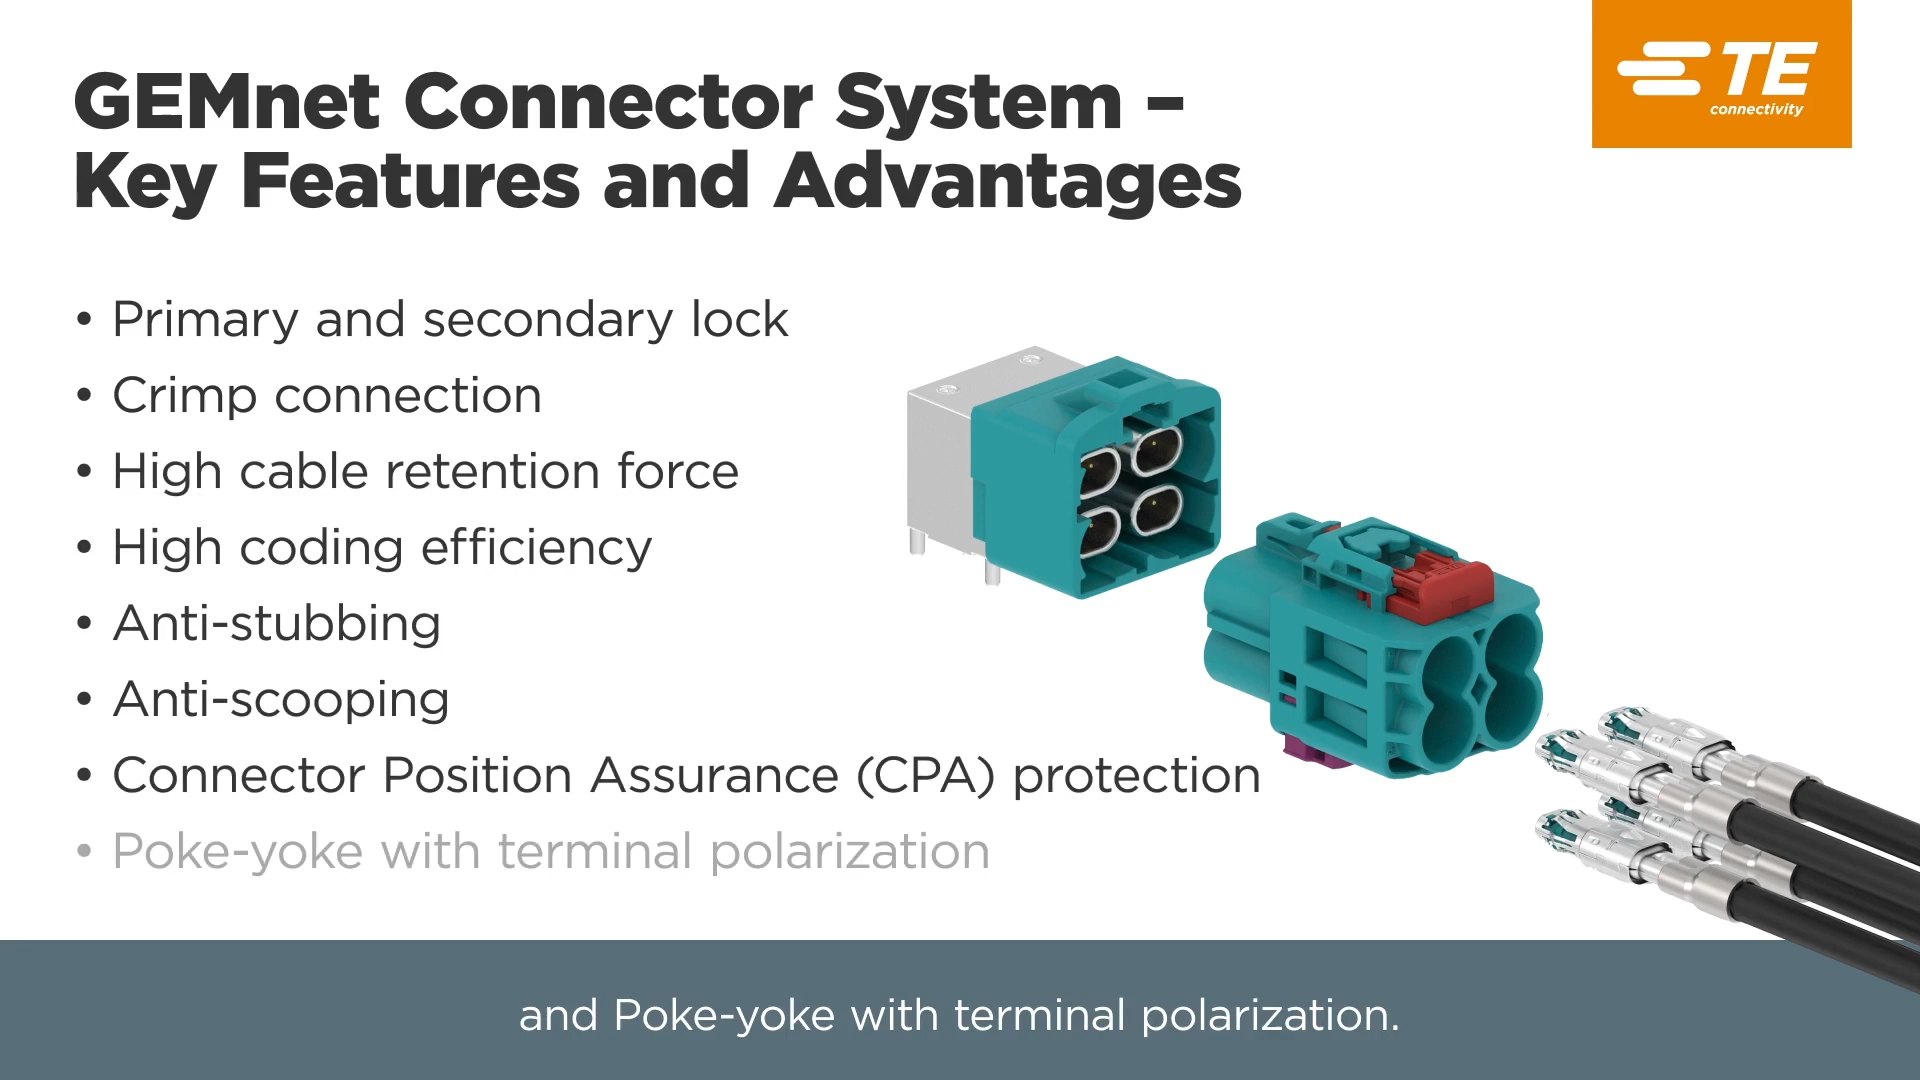 GEMnet Connector System –
Key Features and Advantages
TE
connectivity
• Primary and secondary lock
• Crimp connection
• High cable retention force
• High coding efficiency
• Anti-stubbing
• Anti-scooping
• Connector Position Assurance (CPA) protection
• Poke-yoke with terminal polarization
and Poke-yoke with terminal polarization.